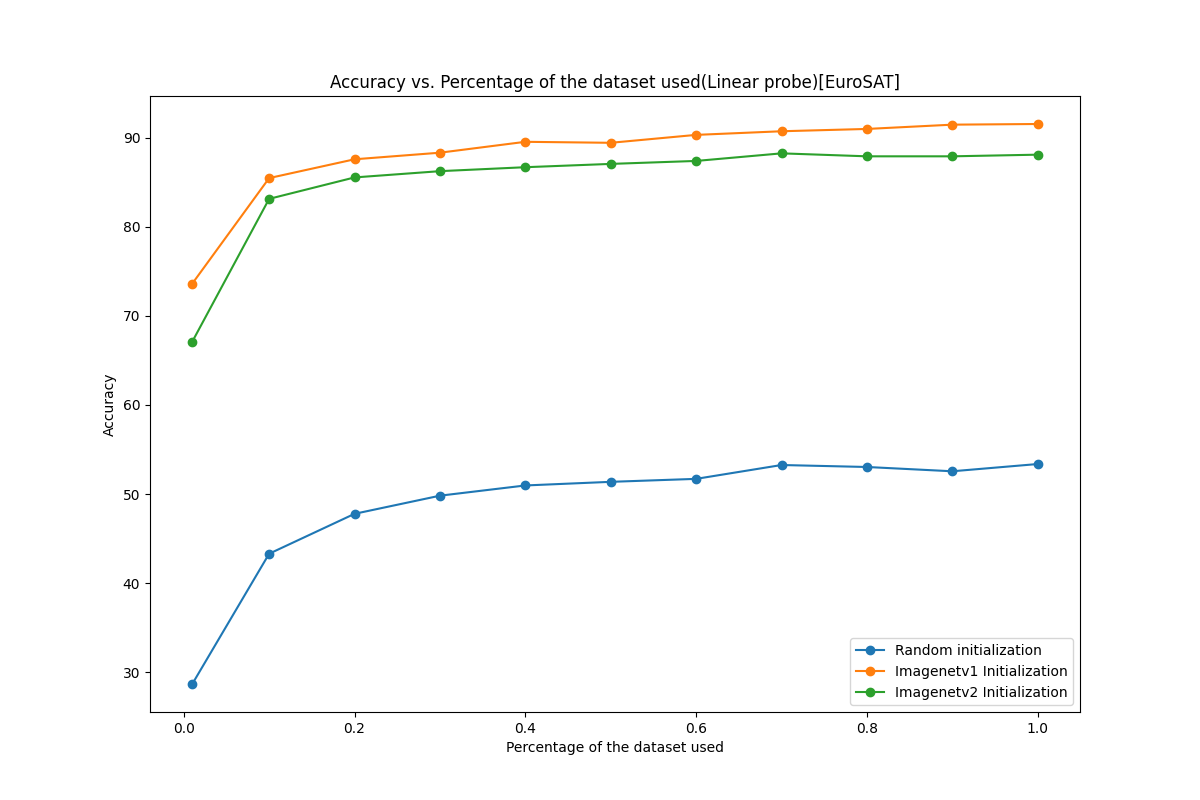 Accuracy vs. Percentage of the dataset used(Linear probe)[EuroSAT]
90
80
70
60
50
40
30
Accuracy
0.0 0.2 0.4 0.6 0.8 1.0
Percentage of the dataset used
Random initialization
Imagenetv1 Initialization
Imagenetv2 Initialization